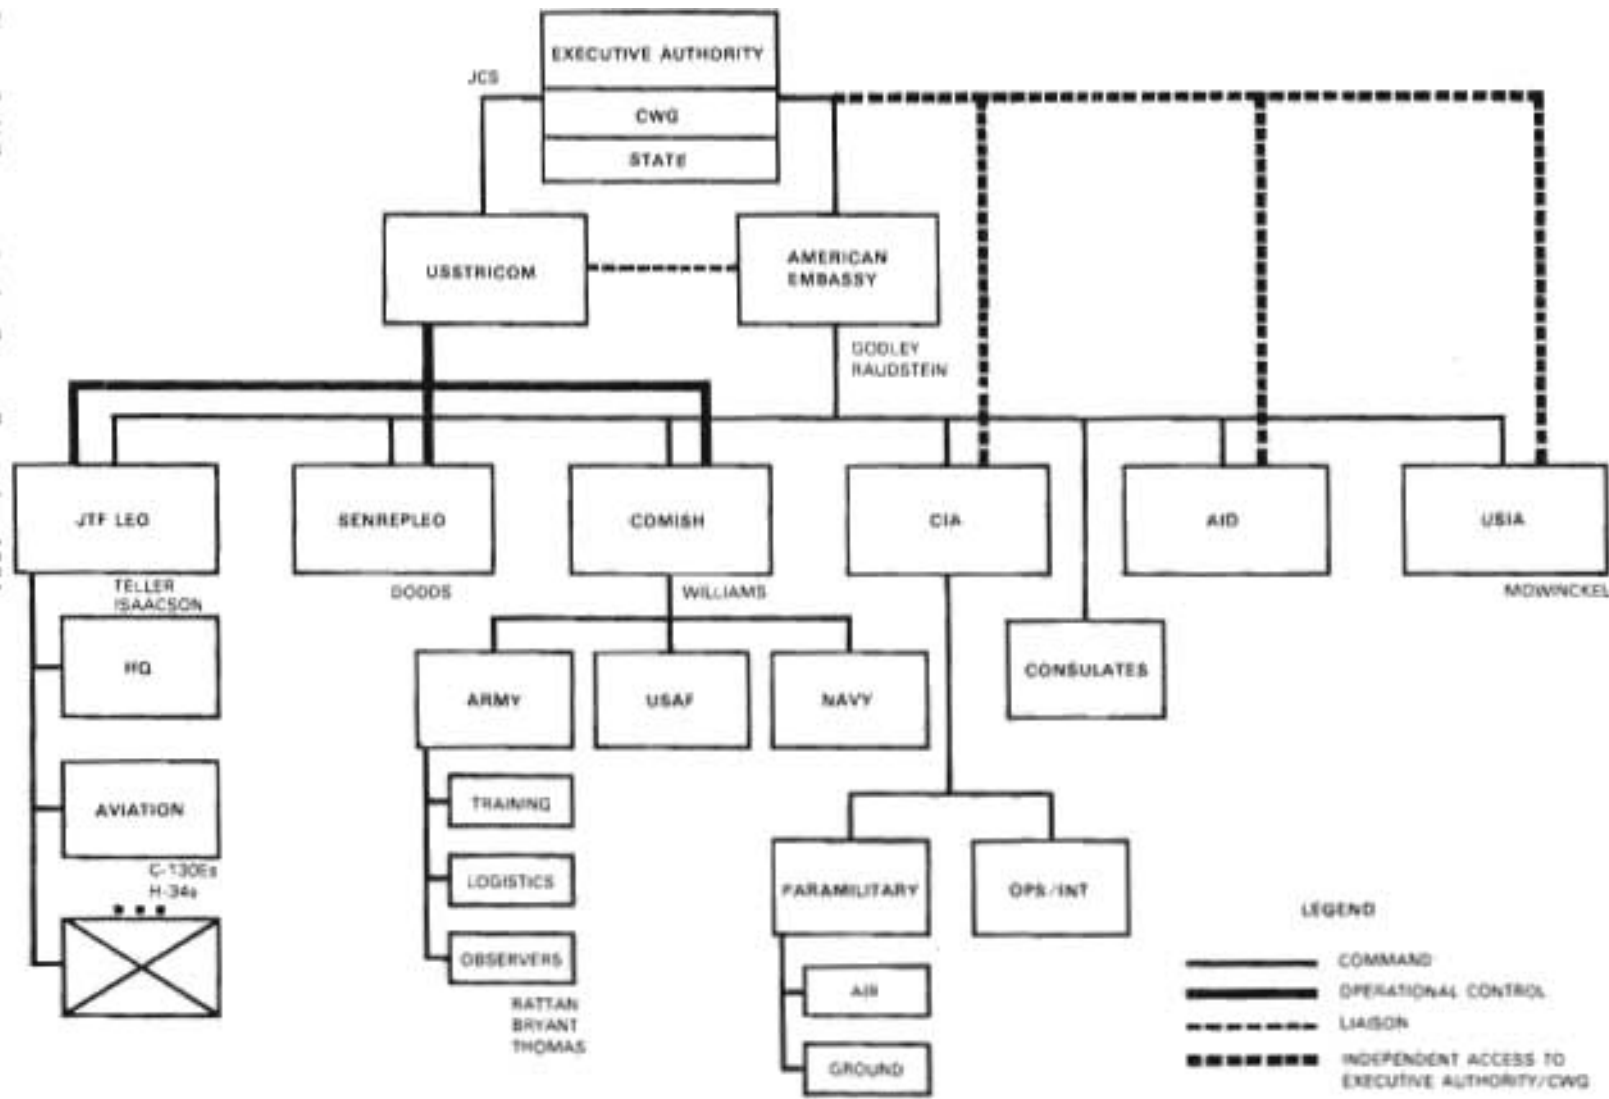 EXECUTIVE AUTHORITY
JCS
CWG
STATE
USSTRICOM
AMERICAN
EMBASSY
GODLEY
RAUDSTEIN
JTF LEO
SENREPLEO
COMISH
CIA
AID
USIA
TELLER
ISAACSON
DODDS
WILLIAMS
MOWINCKEL
HQ
ARMY
USAF
NAVY
CONSULATES
AVIATION
C-130Es
H-34s
TRAINING
LOGISTICS
OBSERVERS
RATTAN
BRYANT
THOMAS
PARAMILITARY
OPS/INT
AIR
GROUND
LEGEND
COMMAND
OPERATIONAL CONTROL
LIAISON
INDEPENDENT ACCESS TO
EXECUTIVE AUTHORITY/CWG